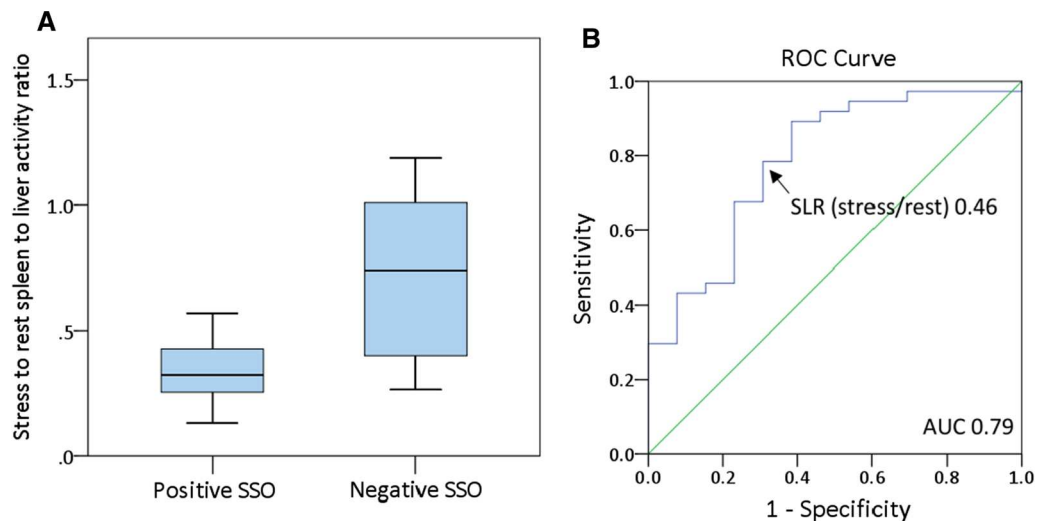 A
Stress to rest spleen to liver activity ratio
1.5
1.0
.5
.0
Positive SSO
Negative SSO
B
ROC Curve
Sensitivity
1.0
0.8
0.6
0.4
0.2
0.0
SLR (stress/rest) 0.46
AUC 0.79
0.0 0.2 0.4 0.6 0.8 1.0
1 - Specificity